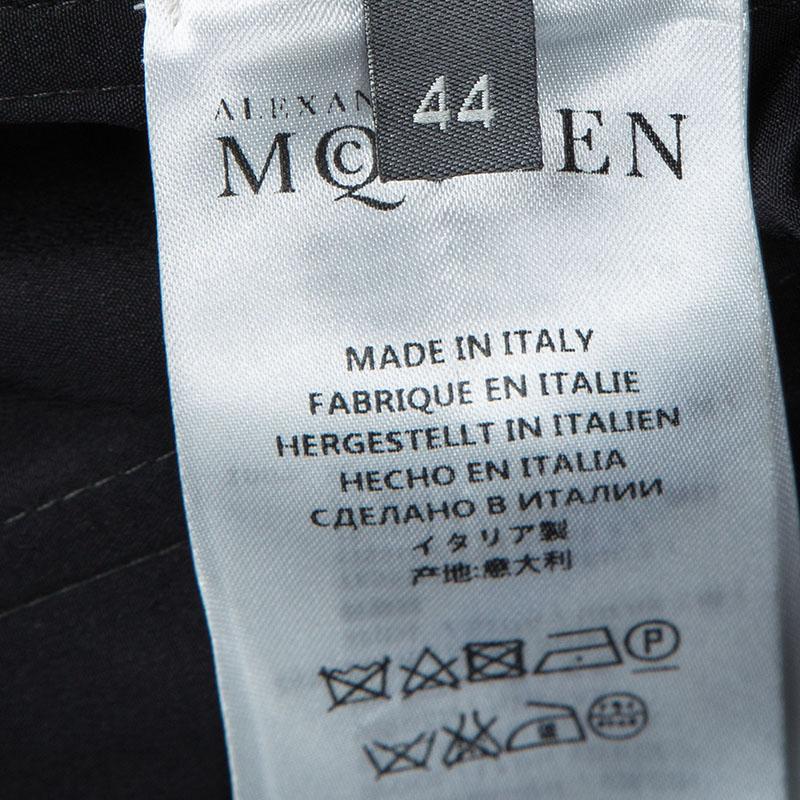 44
ALEXAN
MCQ EN
MADE IN ITALY
FABRIQUE EN ITALIE
HERGESTELLT IN ITALIEN
HECHO EN ITALIA
СДЕЛАНО В ИТАЛИИ
イタリア製
产地:意大利
P